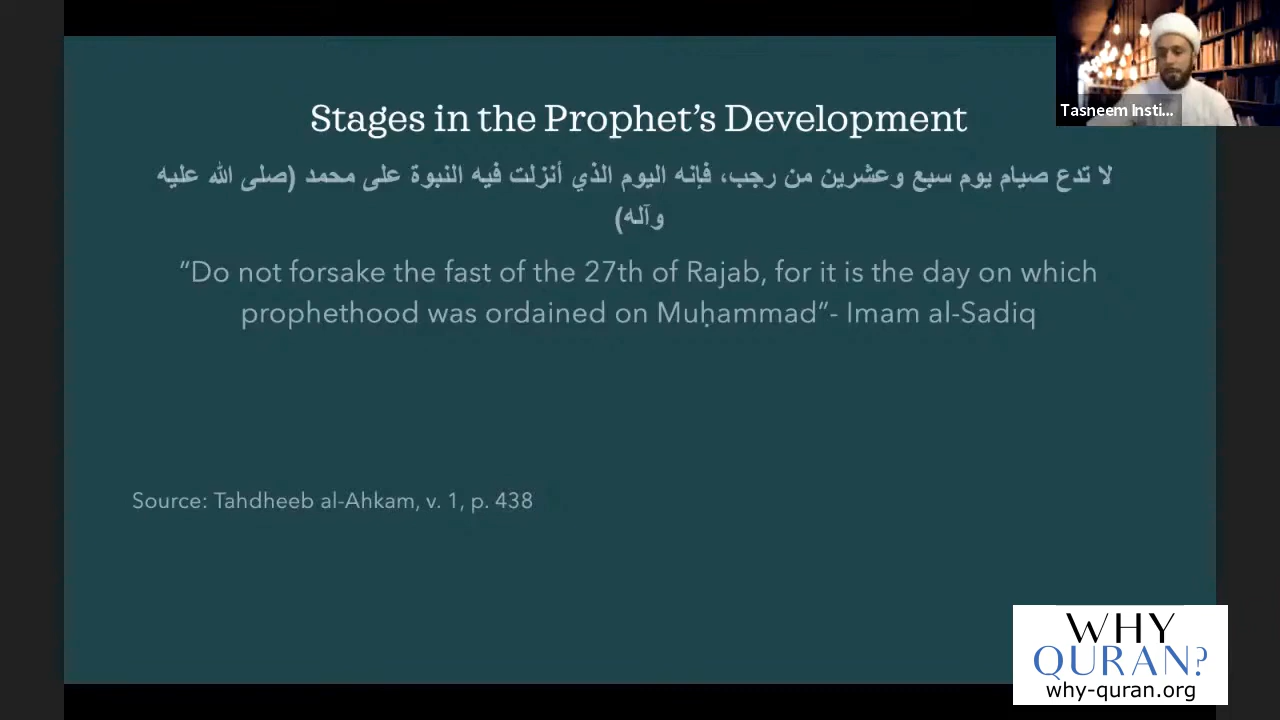 Stages in the Prophet’s Development
لا تدع صيام يوم سبع وعشرين من رجب، فإنه اليوم الذي أنزلت فيه النبوة على محمد (صلى الله عليه
وآله)
“Do not forsake the fast of the 27th of Rajab, for it is the day on which
prophethood was ordained on Muḥammad”- Imam al-Sadiq
Source: Tahdheeb al-Ahkam, v. 1, p. 438
Tasneem Insti...
WHY
QURAN?
why-quran.org